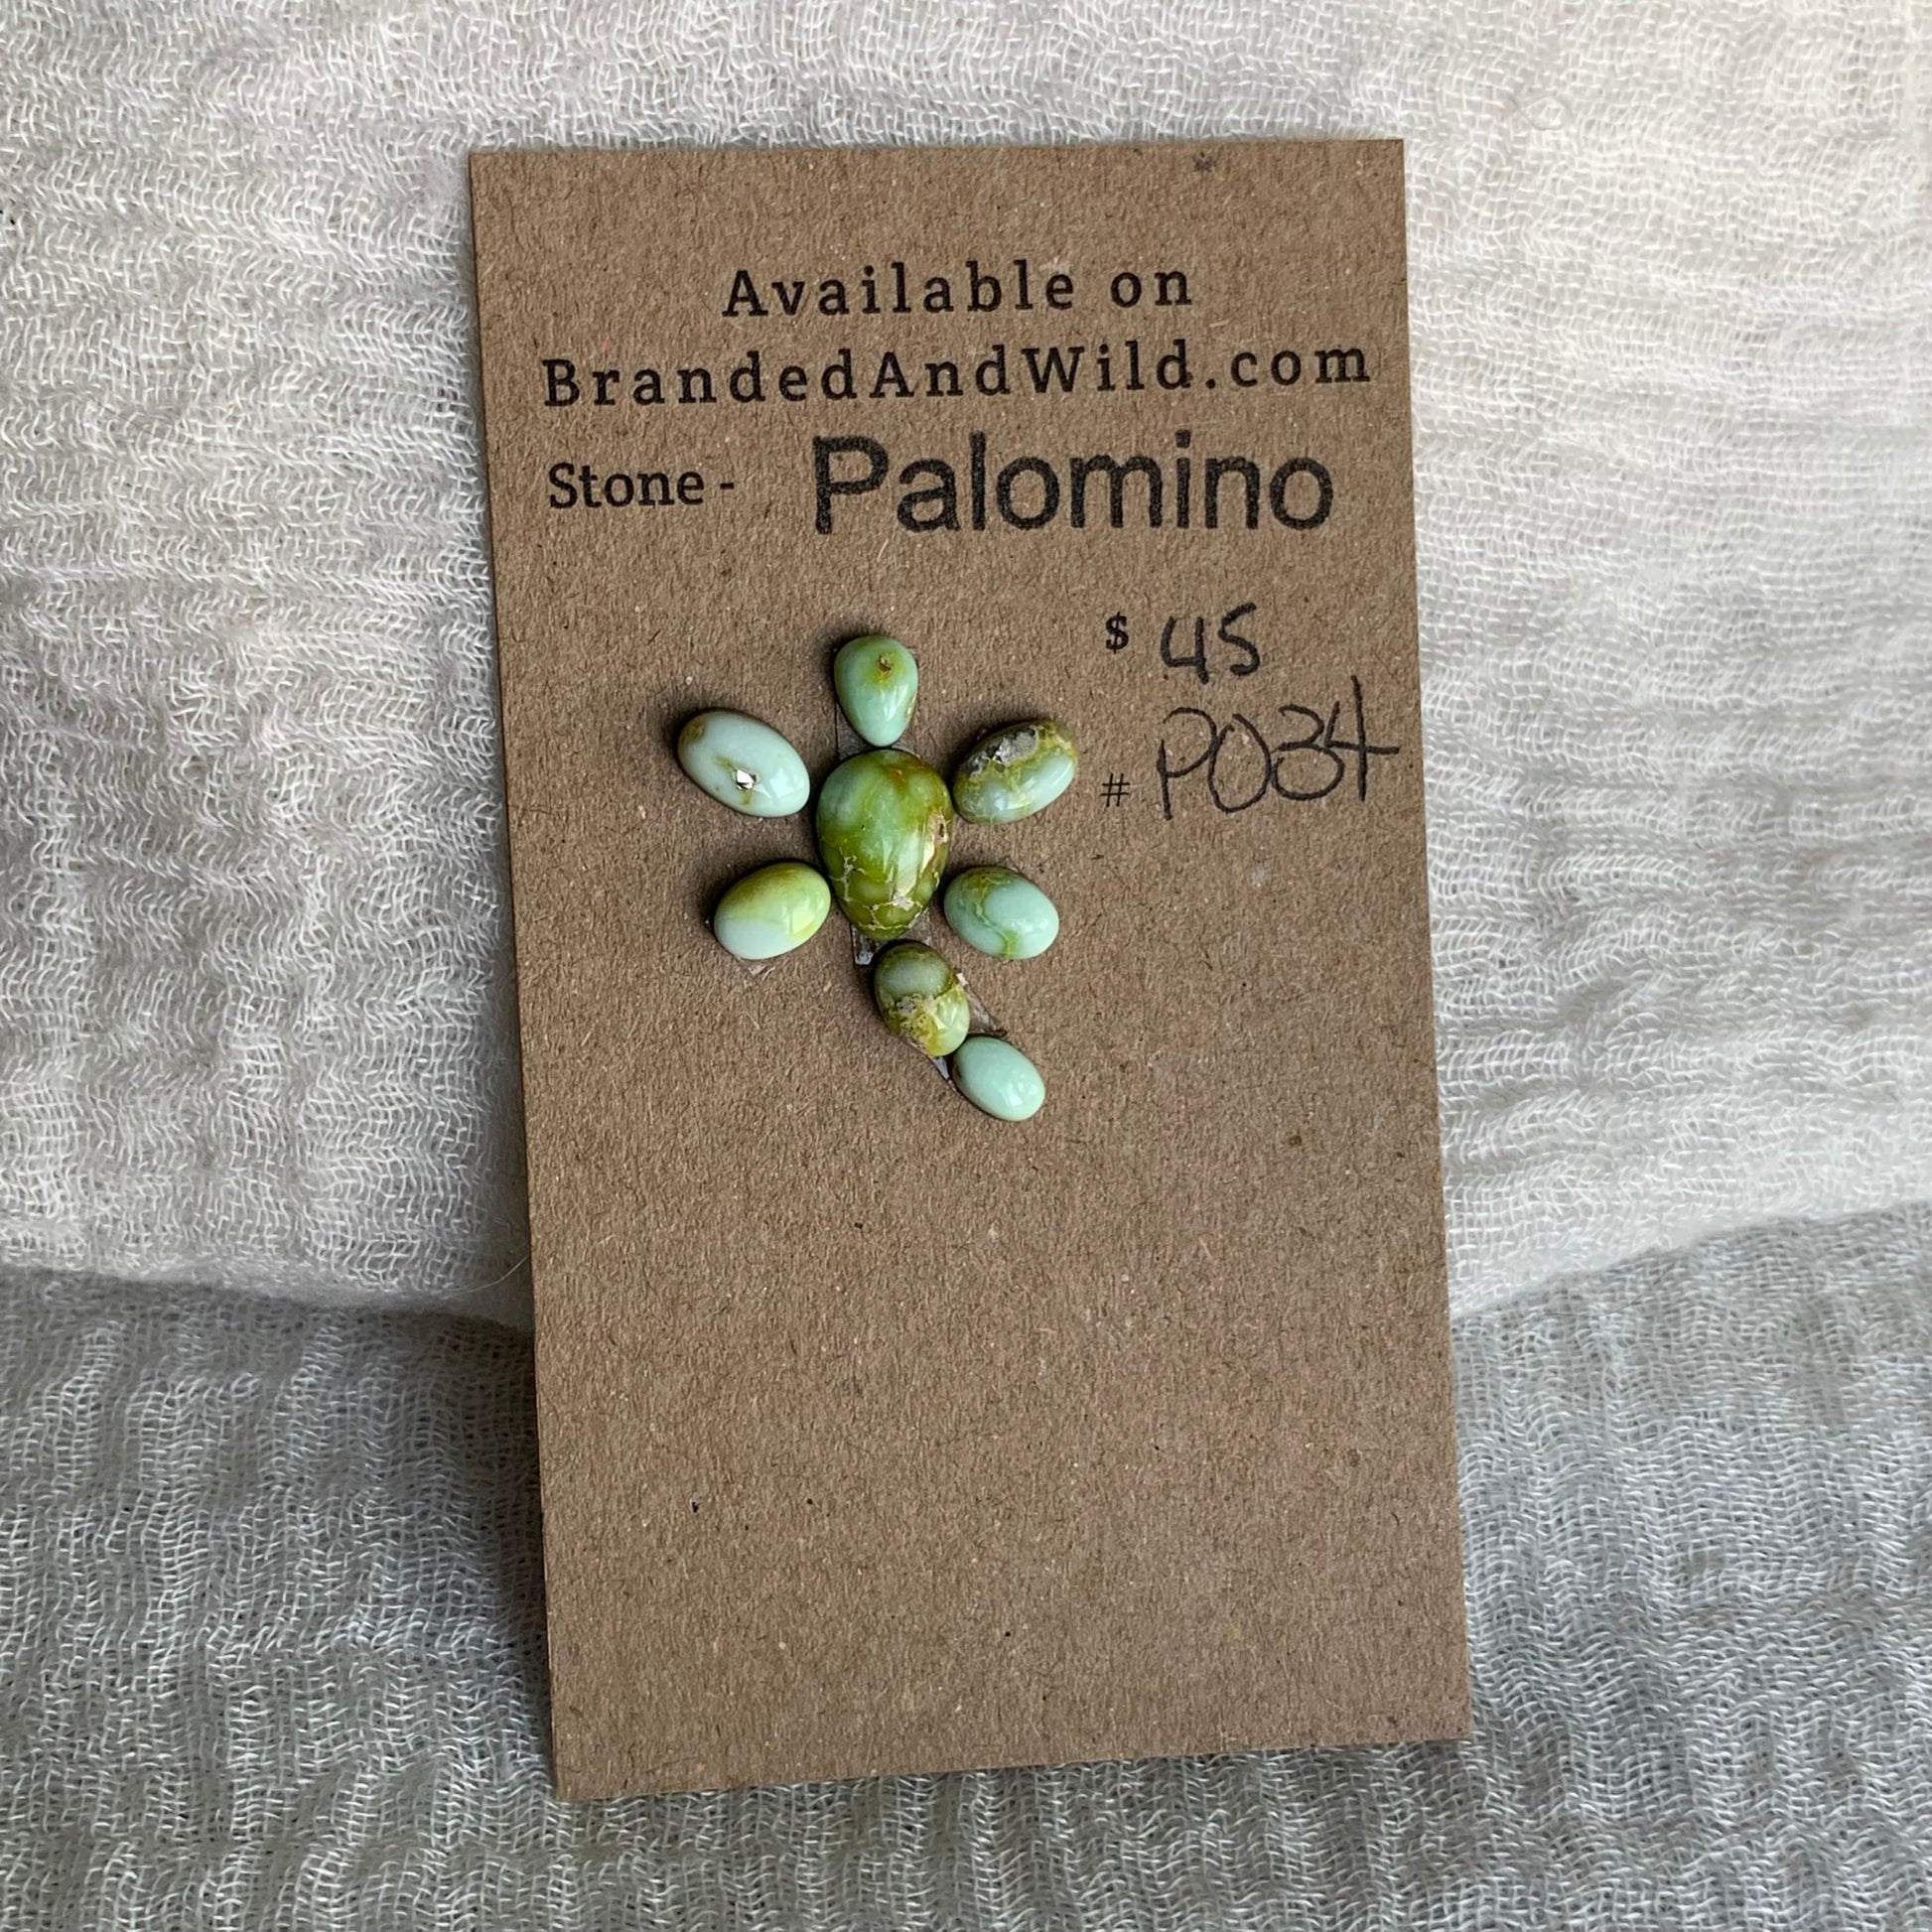 Available on
BrandedAndWild.com
Stone - Palomino
$ 45
# P034